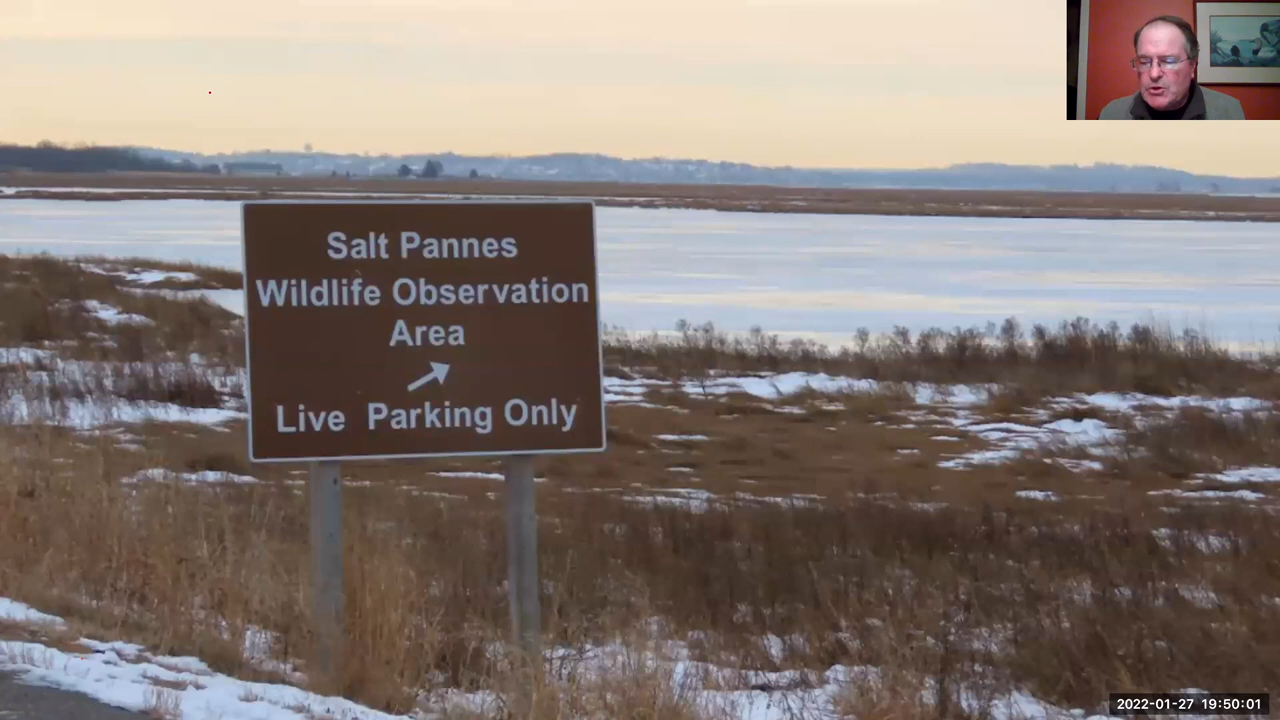 Salt Pannes
Wildlife Observation
Area
Live Parking Only
2022-01-27 19:50:01